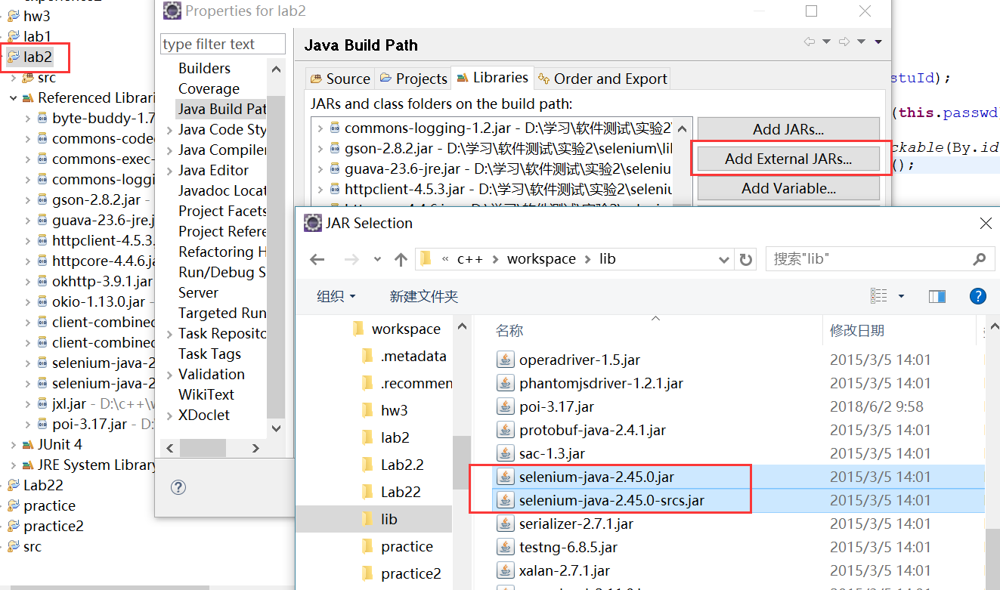 hw3
lab1
lab2
src
Referenced Librari
byte-buddy-1.7
commons-codec
commons-exec-
commons-loggi
gson-2.8.2.jar -
guava-23.6-jre.j
httpclient-4.5.3.
httpcore-4.4.6.ja
okhttp-3.9.1.jar
okio-1.13.0.jar -
client-combined
client-combined
selenium-java-2
selenium-java-2
jxl.jar - D:\c++\w
poi-3.17.jar - D:
JUnit 4
JRE System Library
Lab22
practice
practice2
src
Properties for lab2
type filter text
Builders
Coverage
Java Build Pat
Java Code Sty
Java Compiler
Java Editor
Javadoc Locat
Project Facets
Project Refere
Refactoring H
Run/Debug S
Server
Targeted Run
Task Reposito
Task Tags
Validation
WikiText
XDoclet
Java Build Path
Source
Projects
Libraries
Order and Export
JARs and class folders on the build path:
commons-logging-1.2.jar - D:\学习\软件测试\实验2\
gson-2.8.2.jar - D:\学习\软件测试\实验2\selenium\lil
guava-23.6-jre.jar - D:\学习\软件测试\实验2\seleni
httpclient-4.5.3.jar - D:\学习\软件测试\实验2\seleniu
Add JARs...
Add External JARs...
Add Variable...
stuId);
(this.passwd
ckable(By.id
();
JAR Selection
« c++ > workspace > lib
搜索"lib"
组织
新建文件夹
workspace
.metadata
.recommen
hw3
lab2
Lab2.2
Lab22
lib
practice
practice2
名称 修改日期
operadriver-1.5.jar 2015/3/5 14:01
phantomjsdriver-1.2.1.jar 2015/3/5 14:01
poi-3.17.jar 2018/6/2 9:58
protobuf-java-2.4.1.jar 2015/3/5 14:01
sac-1.3.jar 2015/3/5 14:01
selenium-java-2.45.0.jar 2015/3/5 14:01
selenium-java-2.45.0-srcs.jar 2015/3/5 14:01
serializer-2.7.1.jar 2015/3/5 14:01
testng-6.8.5.jar 2015/3/5 14:01
xalan-2.7.1.jar 2015/3/5 14:01